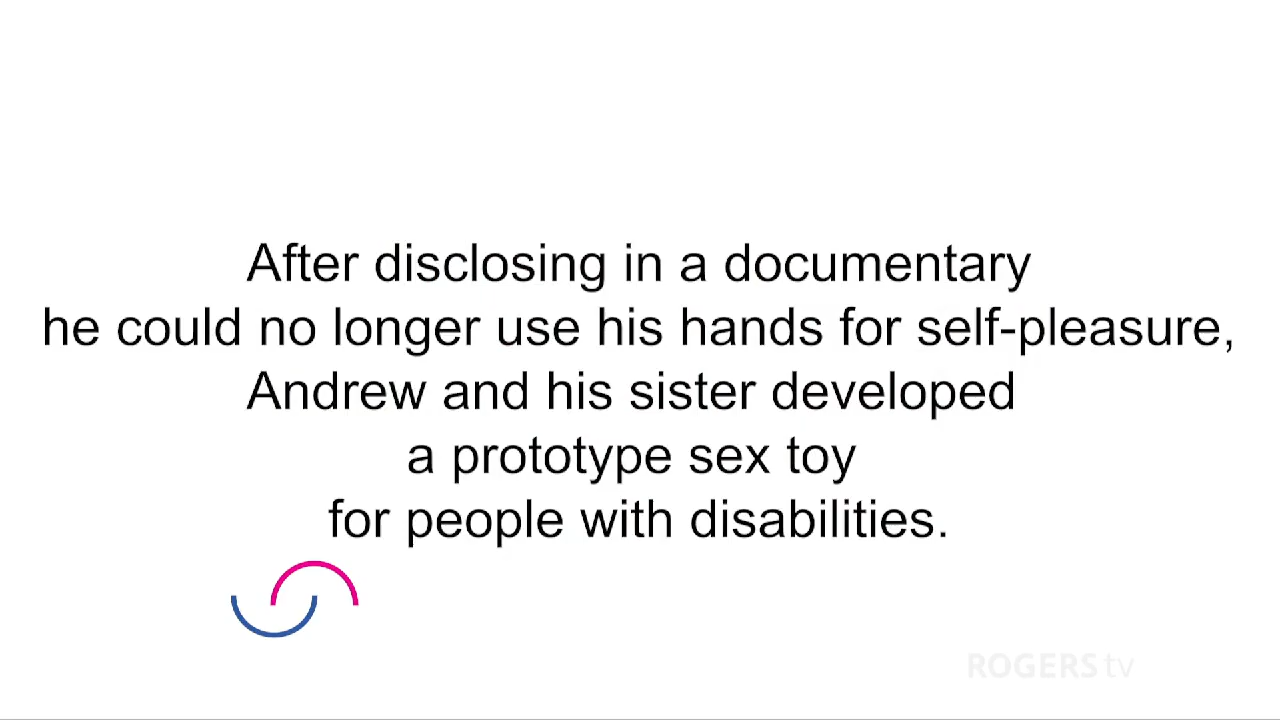 After disclosing in a documentary
he could no longer use his hands for self-pleasure,
Andrew and his sister developed
a prototype sex toy
for people with disabilities.
ROGERS tv